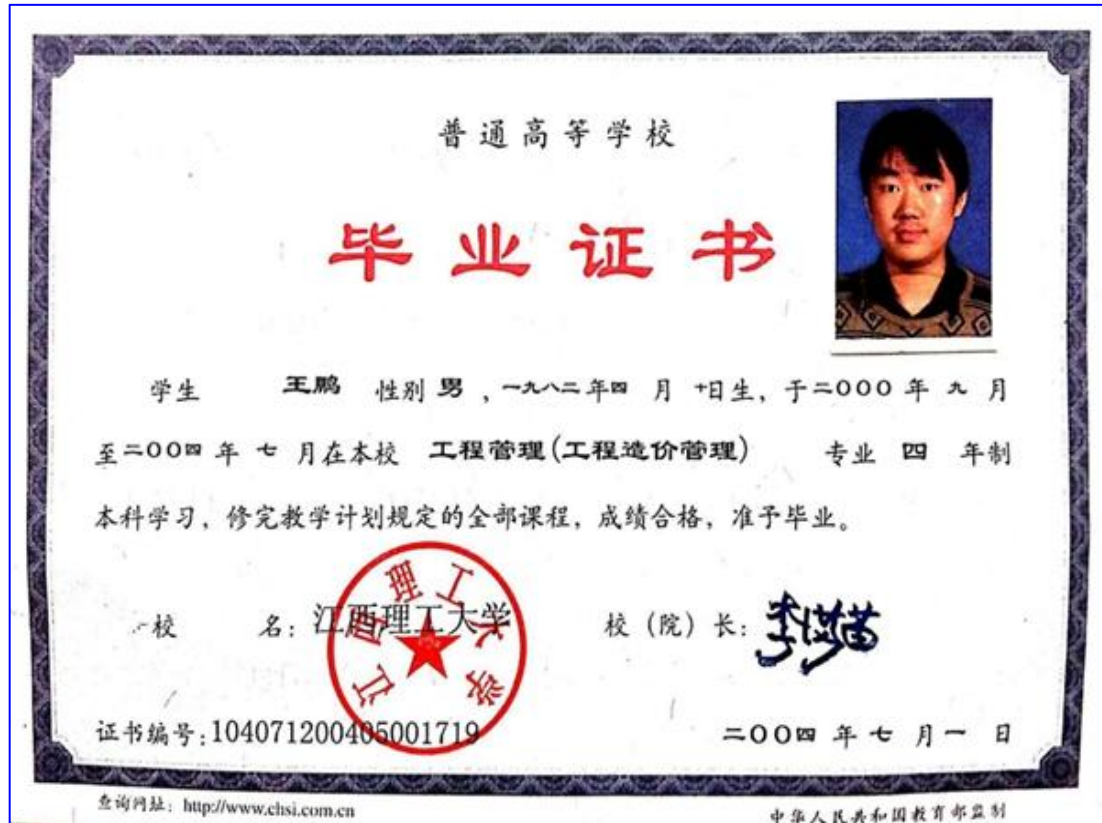 普通高等学校
毕业证书
学生 王鹏 性别 男，一九八二年四 月 十日生，于二000 年 九 月
至二00四 年 七 月在本校 工程管理(工程造价管理) 专业 四 年制
本科学习，修完教学计划规定的全部课程，成绩合格，准予毕业。
校 名：江西理工大学 校（院）长：
江西理工大学
证书编号：104071200405001719 二00四 年 七 月 一 日
查询网址：http://www.chsi.com.cn 中华人民共和国教育部监制